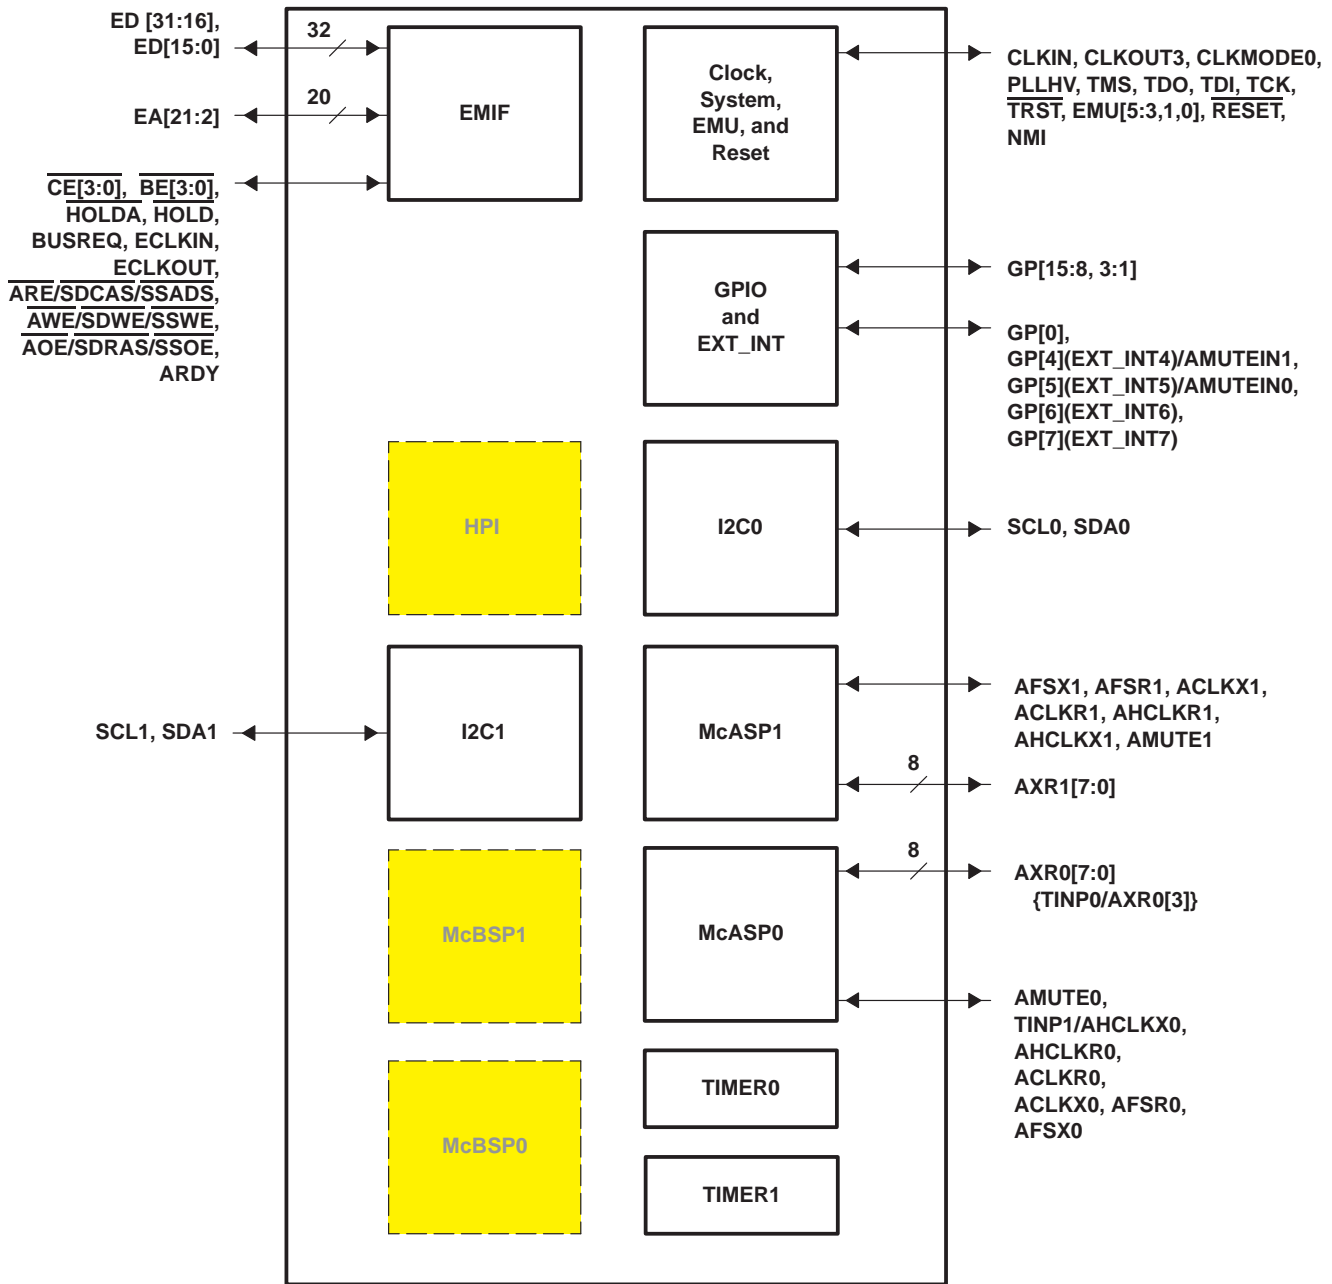 ED [31:16],
ED[15:0]
32
EA[21:2]
20
EMIF
CE[3:0], BE[3:0],
HOLDA, HOLD,
BUSREQ, ECLKIN,
ECLKOUT,
ARE/SDCAS/SSADS,
AWE/SDWE/SSWE,
AOE/SDRAS/SSOE,
ARDY
Clock,
System,
EMU, and
Reset
CLKIN, CLKOUT3, CLKMODE0,
PLLHV, TMS, TDO, TDI, TCK,
TRST, EMU[5:3,1,0], RESET,
NMI
GPIO
and
EXT_INT
GP[15:8, 3:1]
GP[0],
GP[4](EXT_INT4)/AMUTEIN1,
GP[5](EXT_INT5)/AMUTEIN0,
GP[6](EXT_INT6),
GP[7](EXT_INT7)
HPI
I2C0
SCL0, SDA0
SCL1, SDA1
I2C1
McASP1
AFSX1, AFSR1, ACLKX1,
ACLKR1, AHCLKR1,
AHCLKX1, AMUTE1
8
AXR1[7:0]
McBSP1
McASP0
8
AXR0[7:0]
{TINP0/AXR0[3]}
AMUTE0,
TINP1/AHCLKX0,
AHCLKR0,
ACLKR0,
ACLKX0, AFSR0,
AFSX0
McBSP0
TIMER0
TIMER1